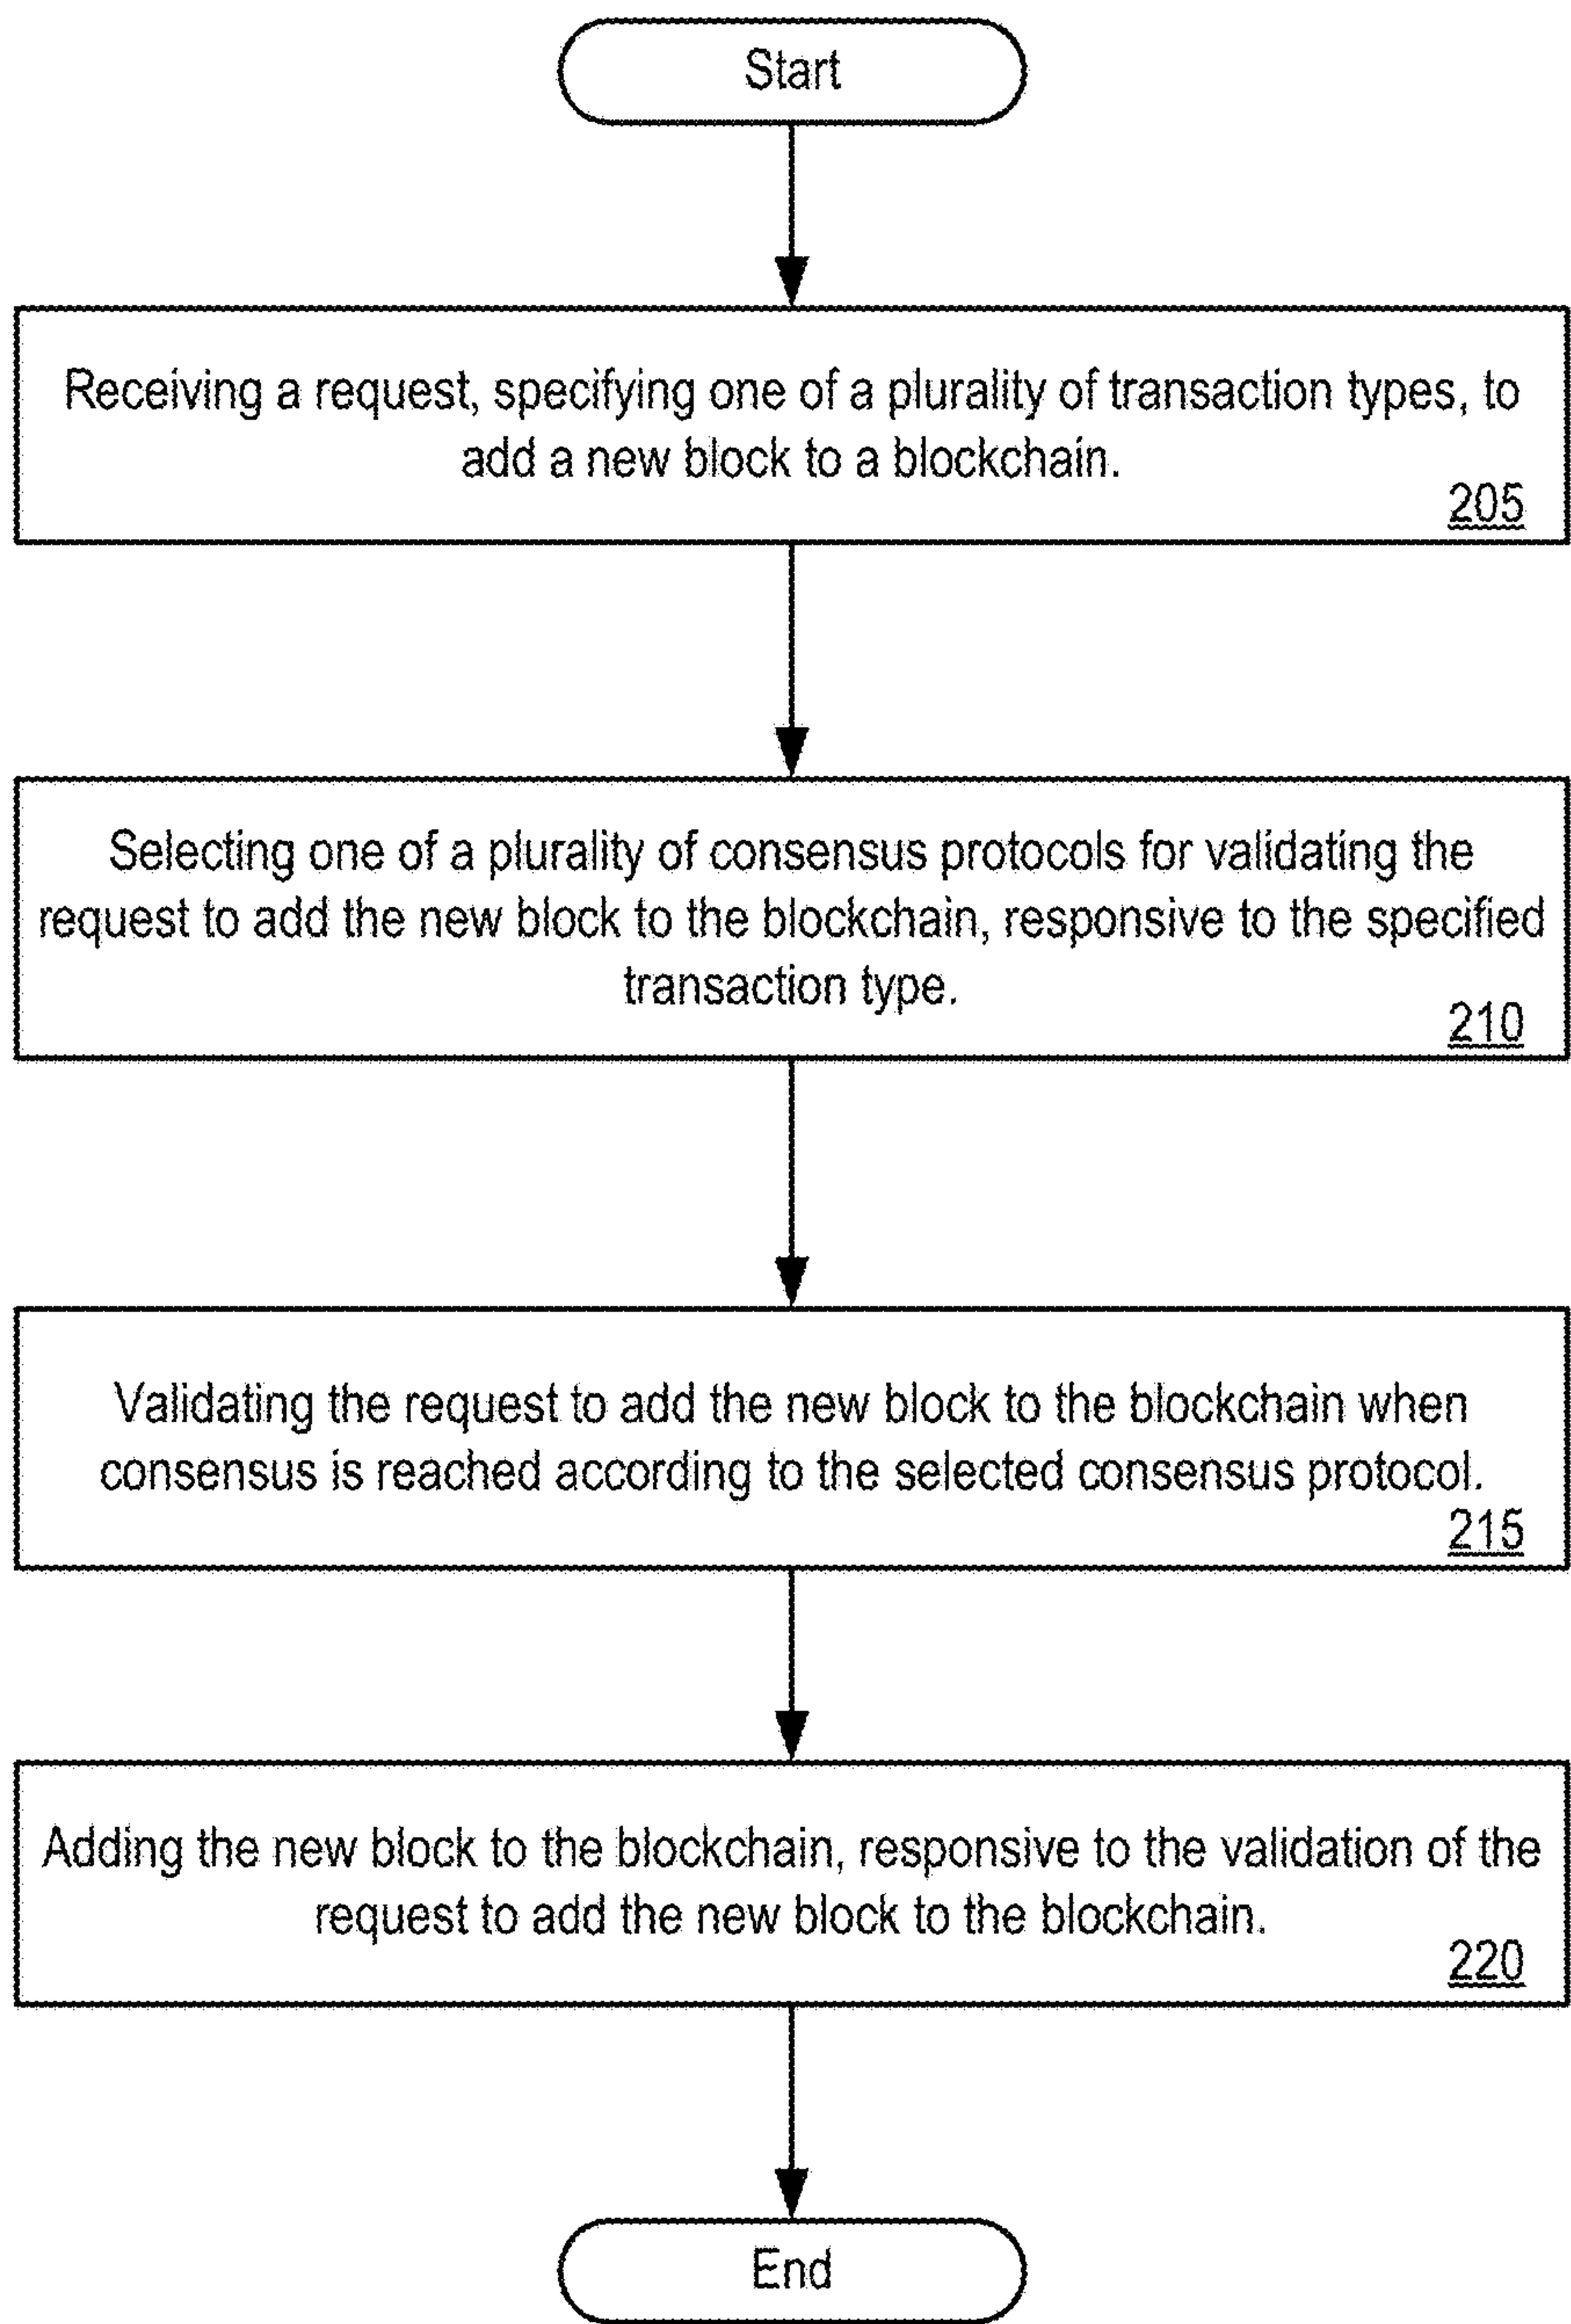 Start
Receiving a request, specifying one of a plurality of transaction types, to
add a new block to a blockchain.
205
Selecting one of a plurality of consensus protocols for validating the
request to add the new block to the blockchain, responsive to the specified
transaction type.
210
Validating the request to add the new block to the blockchain when
consensus is reached according to the selected consensus protocol.
215
Adding the new block to the blockchain, responsive to the validation of the
request to add the new block to the blockchain.
220
End